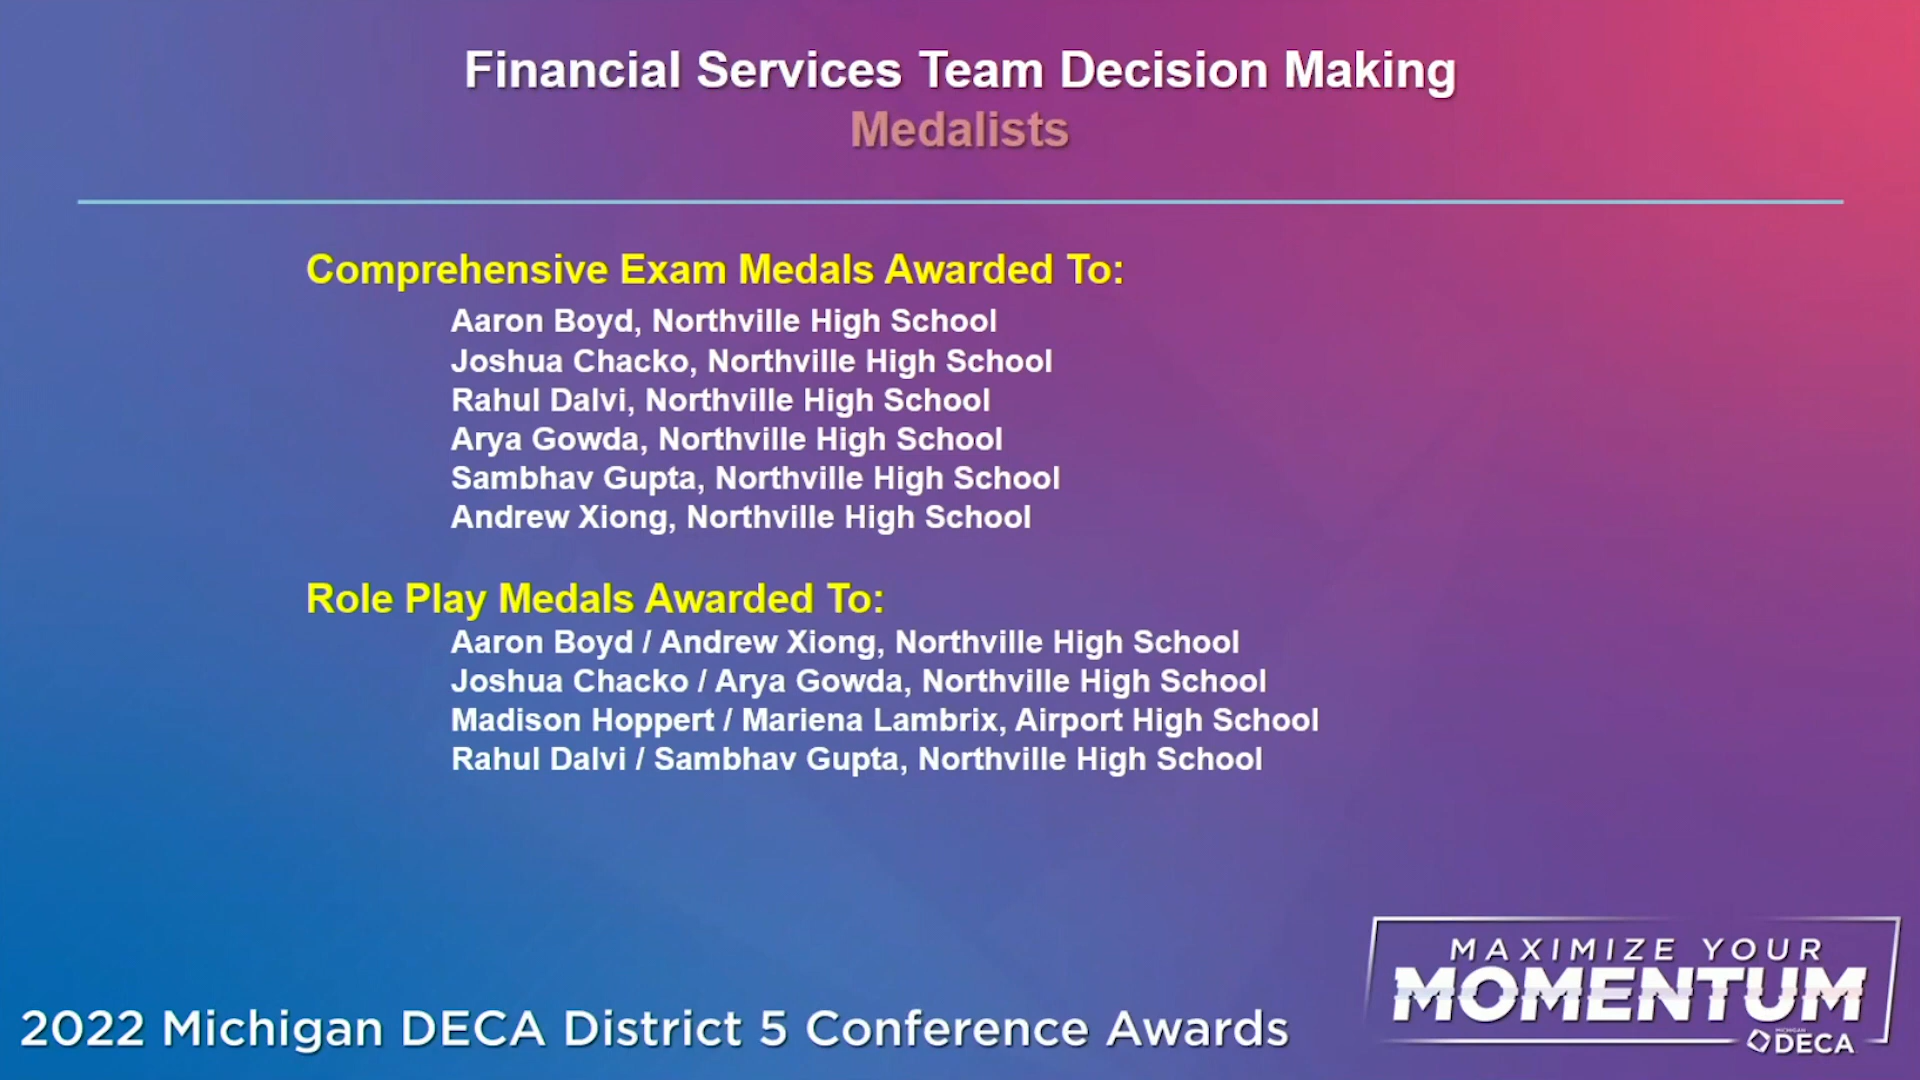 Financial Services Team Decision Making
Medalists
Comprehensive Exam Medals Awarded To:
Aaron Boyd, Northville High School
Joshua Chacko, Northville High School
Rahul Dalvi, Northville High School
Arya Gowda, Northville High School
Sambhav Gupta, Northville High School
Andrew Xiong, Northville High School
Role Play Medals Awarded To:
Aaron Boyd / Andrew Xiong, Northville High School
Joshua Chacko / Arya Gowda, Northville High School
Madison Hoppert / Mariena Lambrix, Airport High School
Rahul Dalvi / Sambhav Gupta, Northville High School
MAXIMIZE YOUR
MOMENTUM
MICHIGAN
DECA
2022 Michigan DECA District 5 Conference Awards